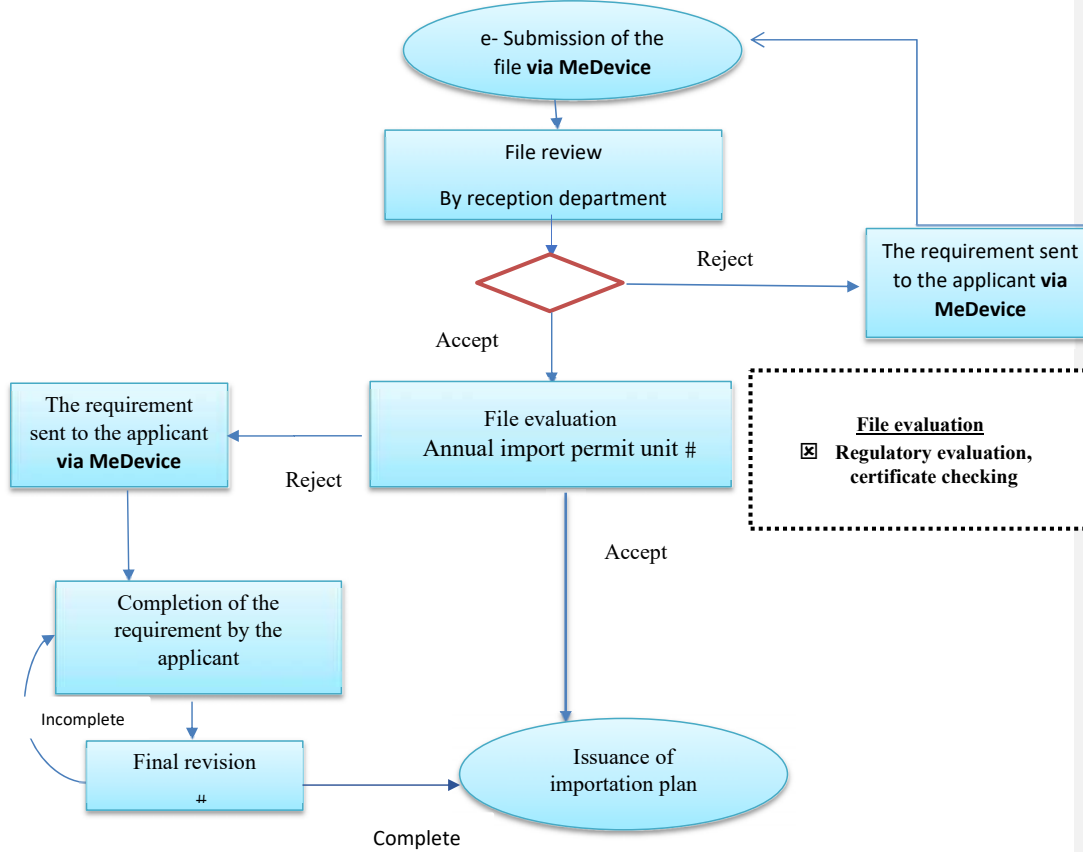 e- Submission of the
file via MeDevice
File review
By reception department
Reject
The requirement sent
to the applicant via
MeDevice
Accept
The requirement
sent to the applicant
via MeDevice
Reject
File evaluation
Annual import permit unit #
File evaluation
☒ Regulatory evaluation,
certificate checking
Accept
Completion of the
requirement by the
applicant
Incomplete
Final revision
#
Issuance of
importation plan
Complete